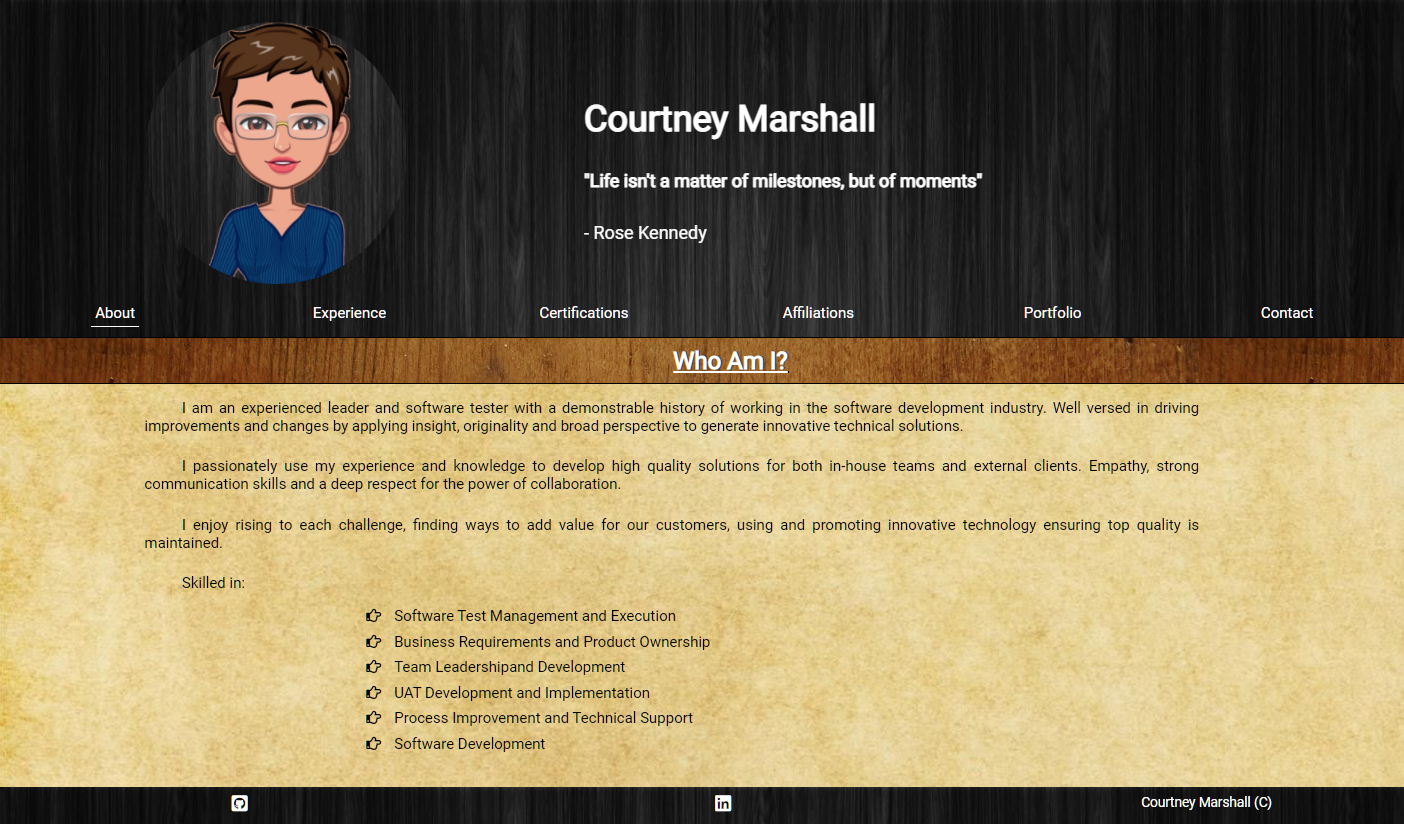 Courtney Marshall
"Life isn't a matter of milestones, but of moments"
- Rose Kennedy
About Experience Certifications Affiliations Portfolio Contact
Who Am I?
I am an experienced leader and software tester with a demonstrable history of working in the software development industry. Well versed in driving
improvements and changes by applying insight, originality and broad perspective to generate innovative technical solutions.
I passionately use my experience and knowledge to develop high quality solutions for both in-house teams and external clients. Empathy, strong
communication skills and a deep respect for the power of collaboration.
I enjoy rising to each challenge, finding ways to add value for our customers, using and promoting innovative technology ensuring top quality is
maintained.
Skilled in:
Software Test Management and Execution
Business Requirements and Product Ownership
Team Leadershipand Development
UAT Development and Implementation
Process Improvement and Technical Support
Software Development
in Courtney Marshall (C)